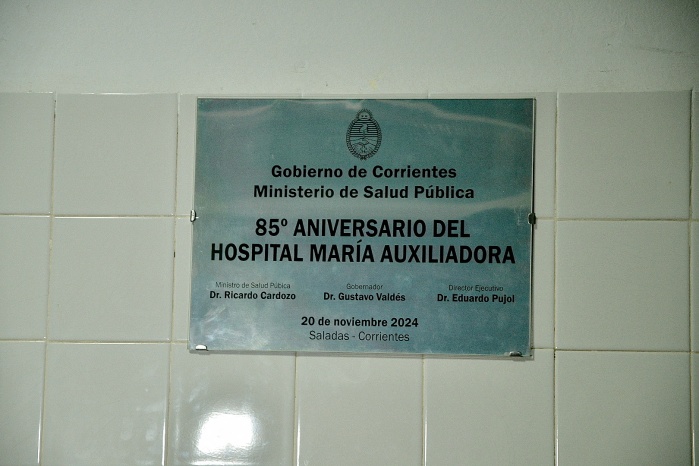 Gobierno de Corrientes
Ministerio de Salud Pública
85º ANIVERSARIO DEL
HOSPITAL MARÍA AUXILIADORA
Ministro de Salud Púbica Gobernador Director Ejecutivo
Dr. Ricardo Cardozo Dr. Gustavo Valdés Dr. Eduardo Pujol
20 de noviembre 2024
Saladas - Corrientes